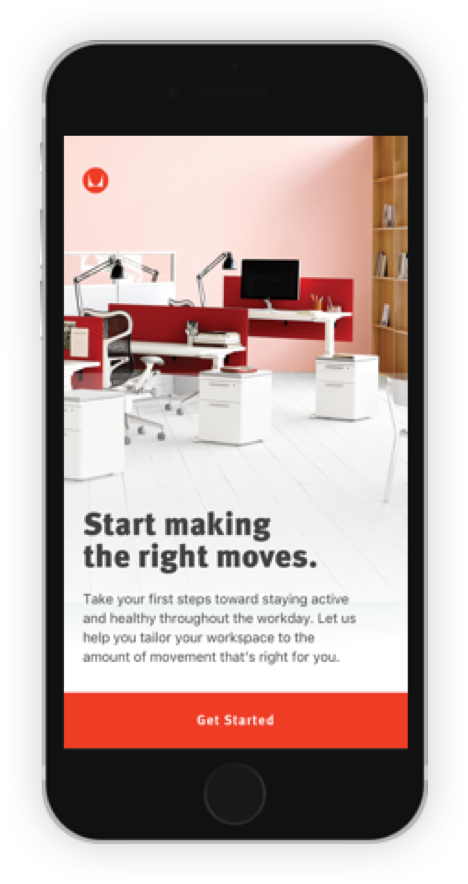 Start making
the right moves.
Take your first steps toward staying active
and healthy throughout the workday. Let us
help you tailor your workspace to the
amount of movement that's right for you.
Get Started